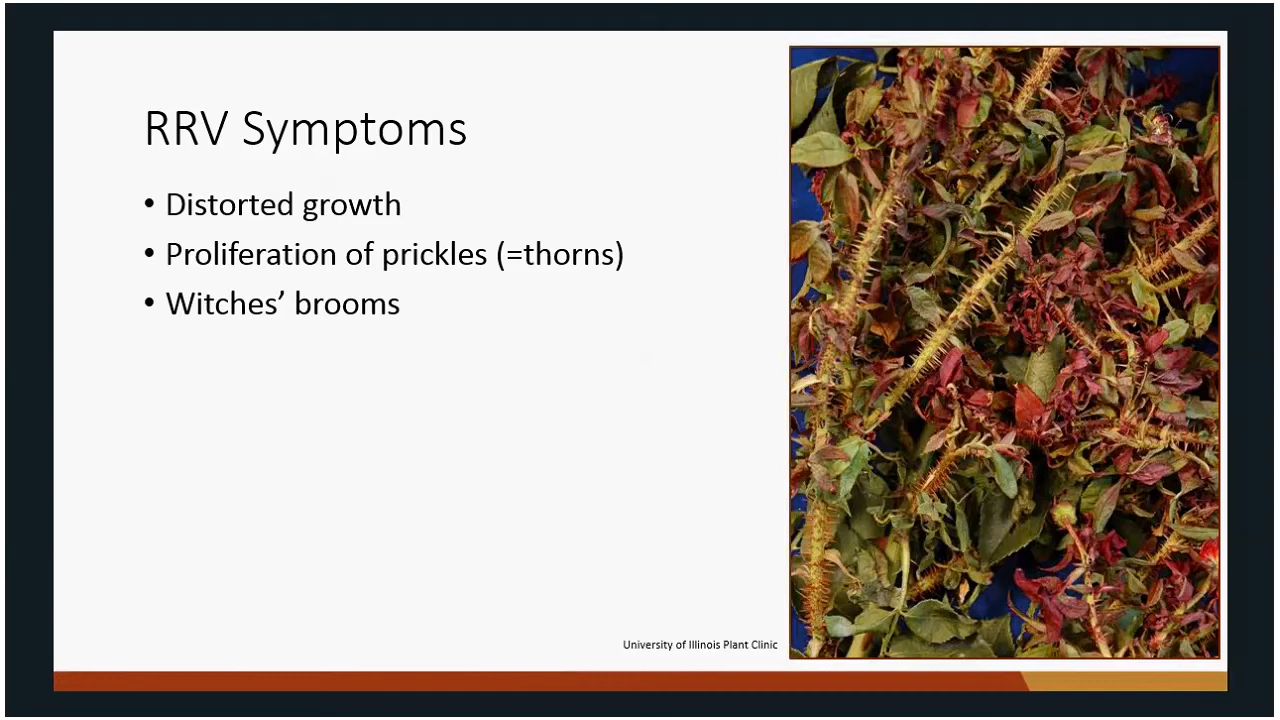 RRV Symptoms
• Distorted growth
• Proliferation of prickles (=thorns)
• Witches’ brooms
University of Illinois Plant Clinic